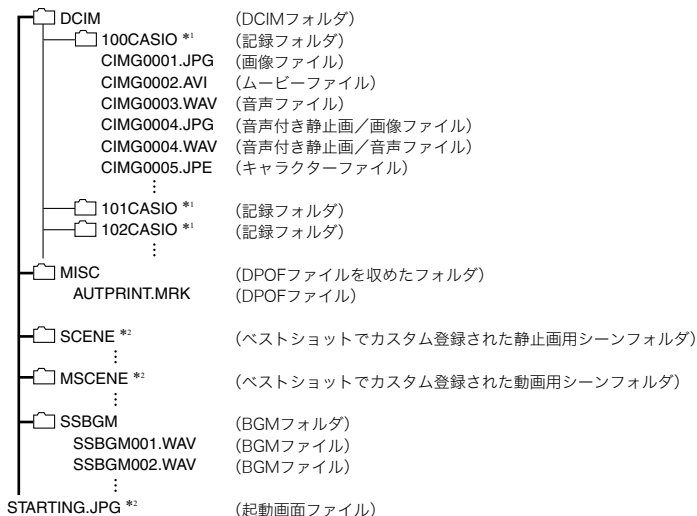 DCIM （DCIMフォルダ）
100CASIO *1 （記録フォルダ）
CIMG0001.JPG （画像ファイル）
CIMG0002.AVI （ムービーファイル）
CIMG0003.WAV （音声ファイル）
CIMG0004.JPG （音声付き静止画／画像ファイル）
CIMG0004.WAV （音声付き静止画／音声ファイル）
CIMG0005.JPE （キャラクターファイル）
⋮
101CASIO *1 （記録フォルダ）
102CASIO *1 （記録フォルダ）
⋮
MISC （DPOFファイルを収めたフォルダ）
AUTPRINT.MRK （DPOFファイル）
SCENE *2 （ベストショットでカスタム登録された静止画用シーンフォルダ）
⋮
MSCENE *2 （ベストショットでカスタム登録された動画用シーンフォルダ）
⋮
SSBGM （BGMフォルダ）
SSBGM001.WAV （BGMファイル）
SSBGM002.WAV （BGMファイル）
⋮
STARTING.JPG *2 （起動画面ファイル）